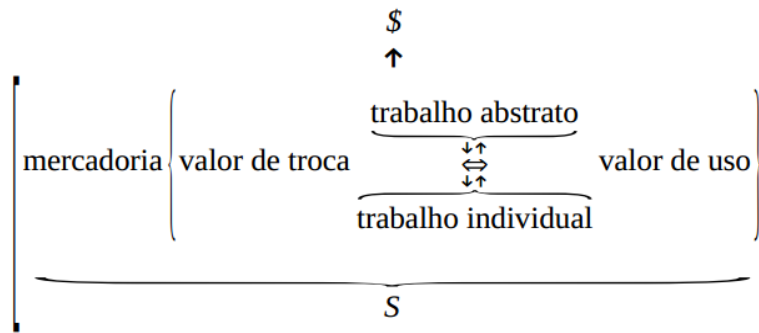 $
trabalho abstrato
mercadoria valor de troca ⇔ valor de uso
trabalho individual
S